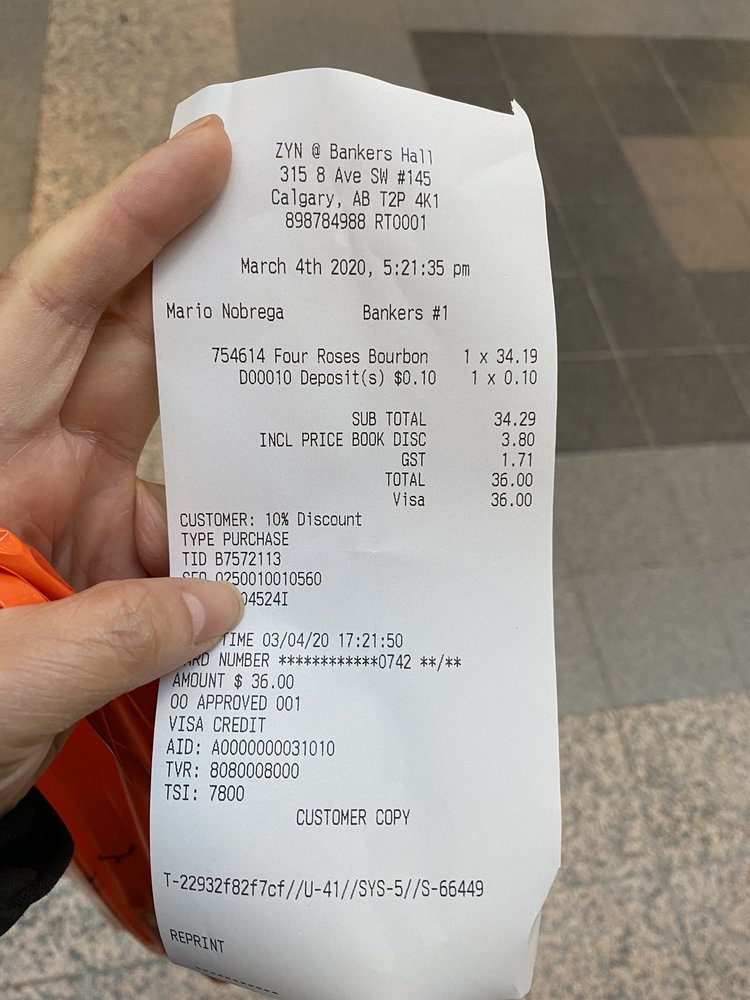 ZYN @ Bankers Hall
315 8 Ave SW #145
Calgary, AB T2P 4K1
898784988 RT0001
March 4th 2020, 5:21:35 pm
Mario Nobrega Bankers #1
754614 Four Roses Bourbon 1 x 34.19
D00010 Deposit(s) $0.10 1 x 0.10
SUB TOTAL 34.29
INCL PRICE BOOK DISC 3.80
GST 1.71
TOTAL 36.00
Visa 36.00
CUSTOMER: 10% Discount
TYPE PURCHASE
TID B7572113
SEQ 0250010010560
04524I
TIME 03/04/20 17:21:50
CARD NUMBER ************0742 **/**
AMOUNT $ 36.00
00 APPROVED 001
VISA CREDIT
AID: A0000000031010
TVR: 8080008000
TSI: 7800
CUSTOMER COPY
T-22932f82f7cf//U-41//SYS-5//S-66449
REPRINT
------------